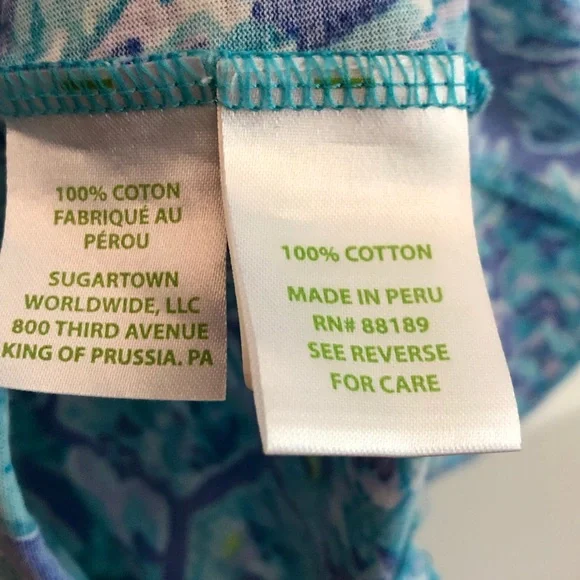 100% COTON
FABRIQUÉ AU
PÉROU
SUGARTOWN
WORLDWIDE, LLC
800 THIRD AVENUE
KING OF PRUSSIA. PA
100% COTTON
MADE IN PERU
RN# 88189
SEE REVERSE
FOR CARE